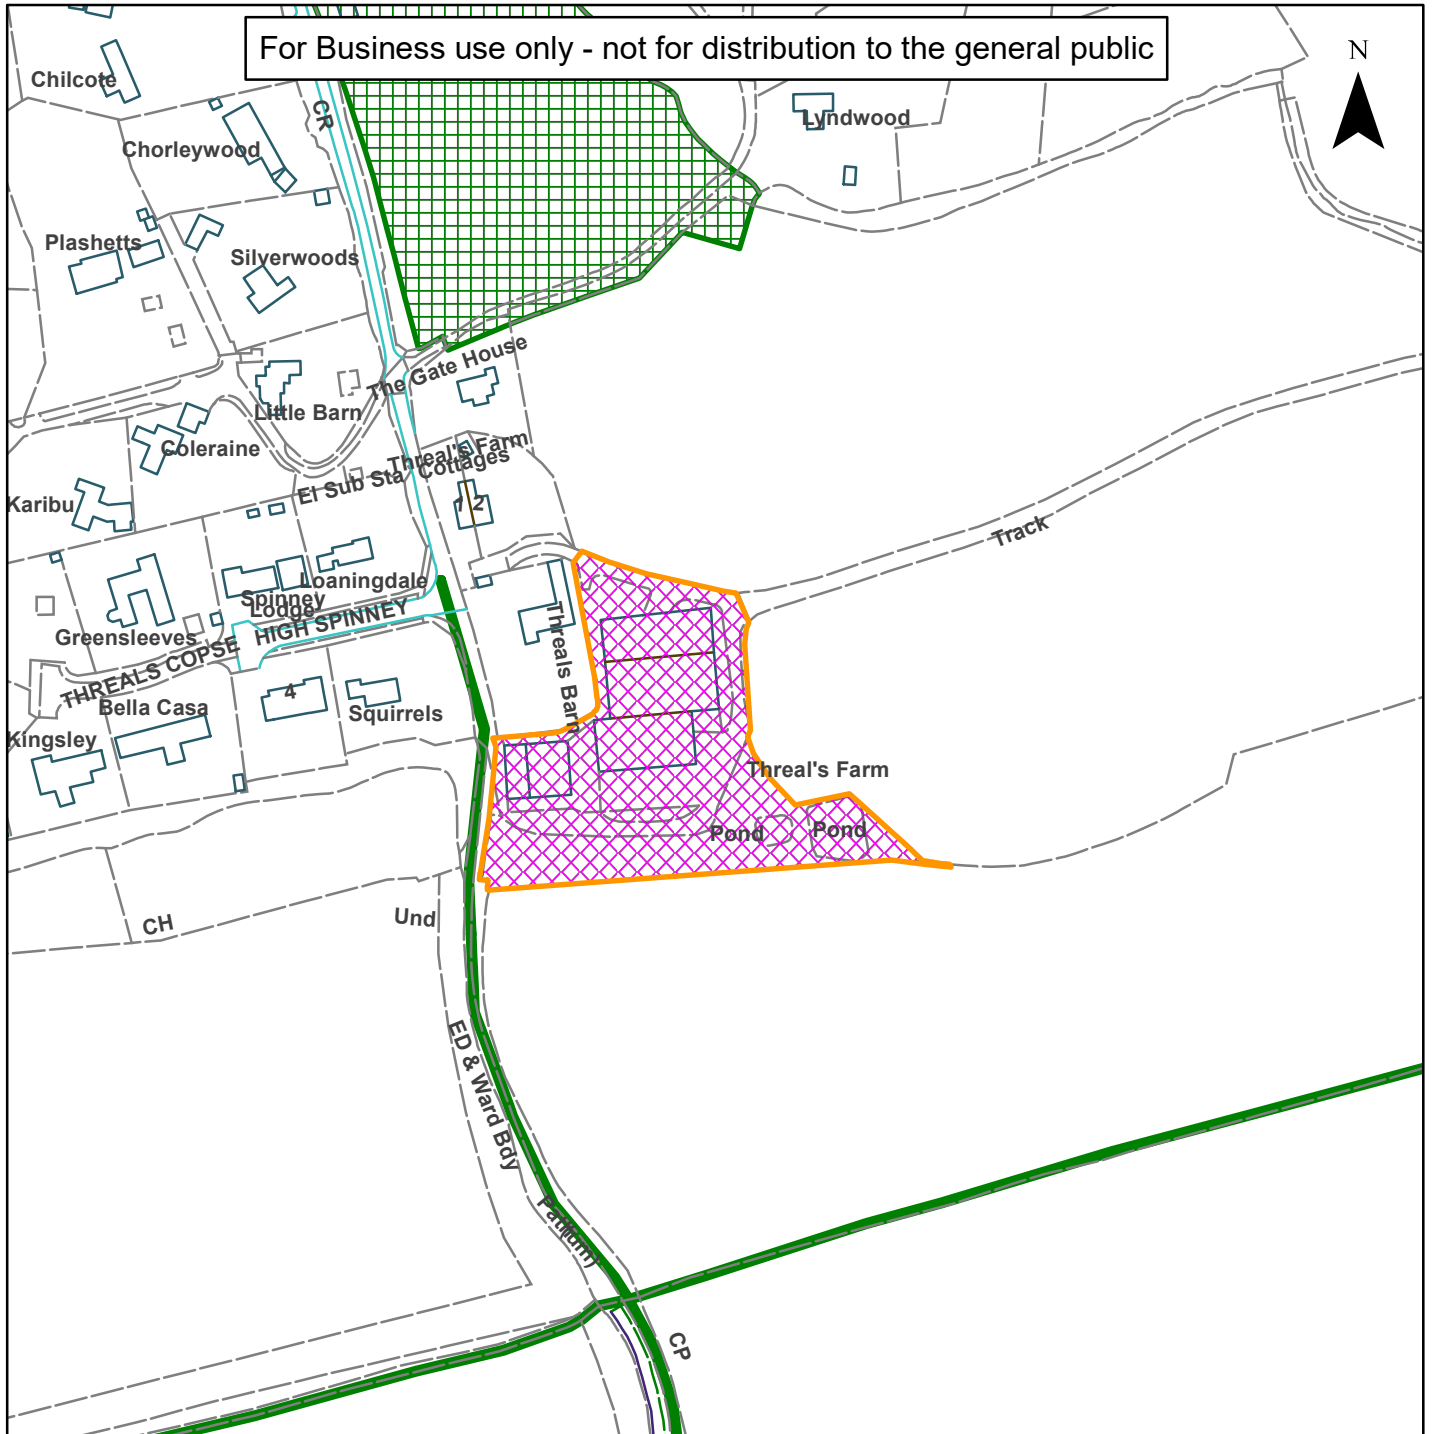 For Business use only - not for distribution to the general public
N
Chilcote
CR
Lyndwood
Chorleywood
Plashetts
Silverwoods
The Gate House
Little Barn
Coleraine
Threal's Farm
Cottages
El Sub Sta
Karibu
1 2
Track
Loaningdale
Spinney
Lodge
HIGH SPINNEY
Greensleeves
THREALS COPSE
Threals Barn
4
Bella Casa
Squirrels
Kingsley
Threal's Farm
Pond
Pond
CH
Und
ED & Ward Bdy
Path(um)
CP